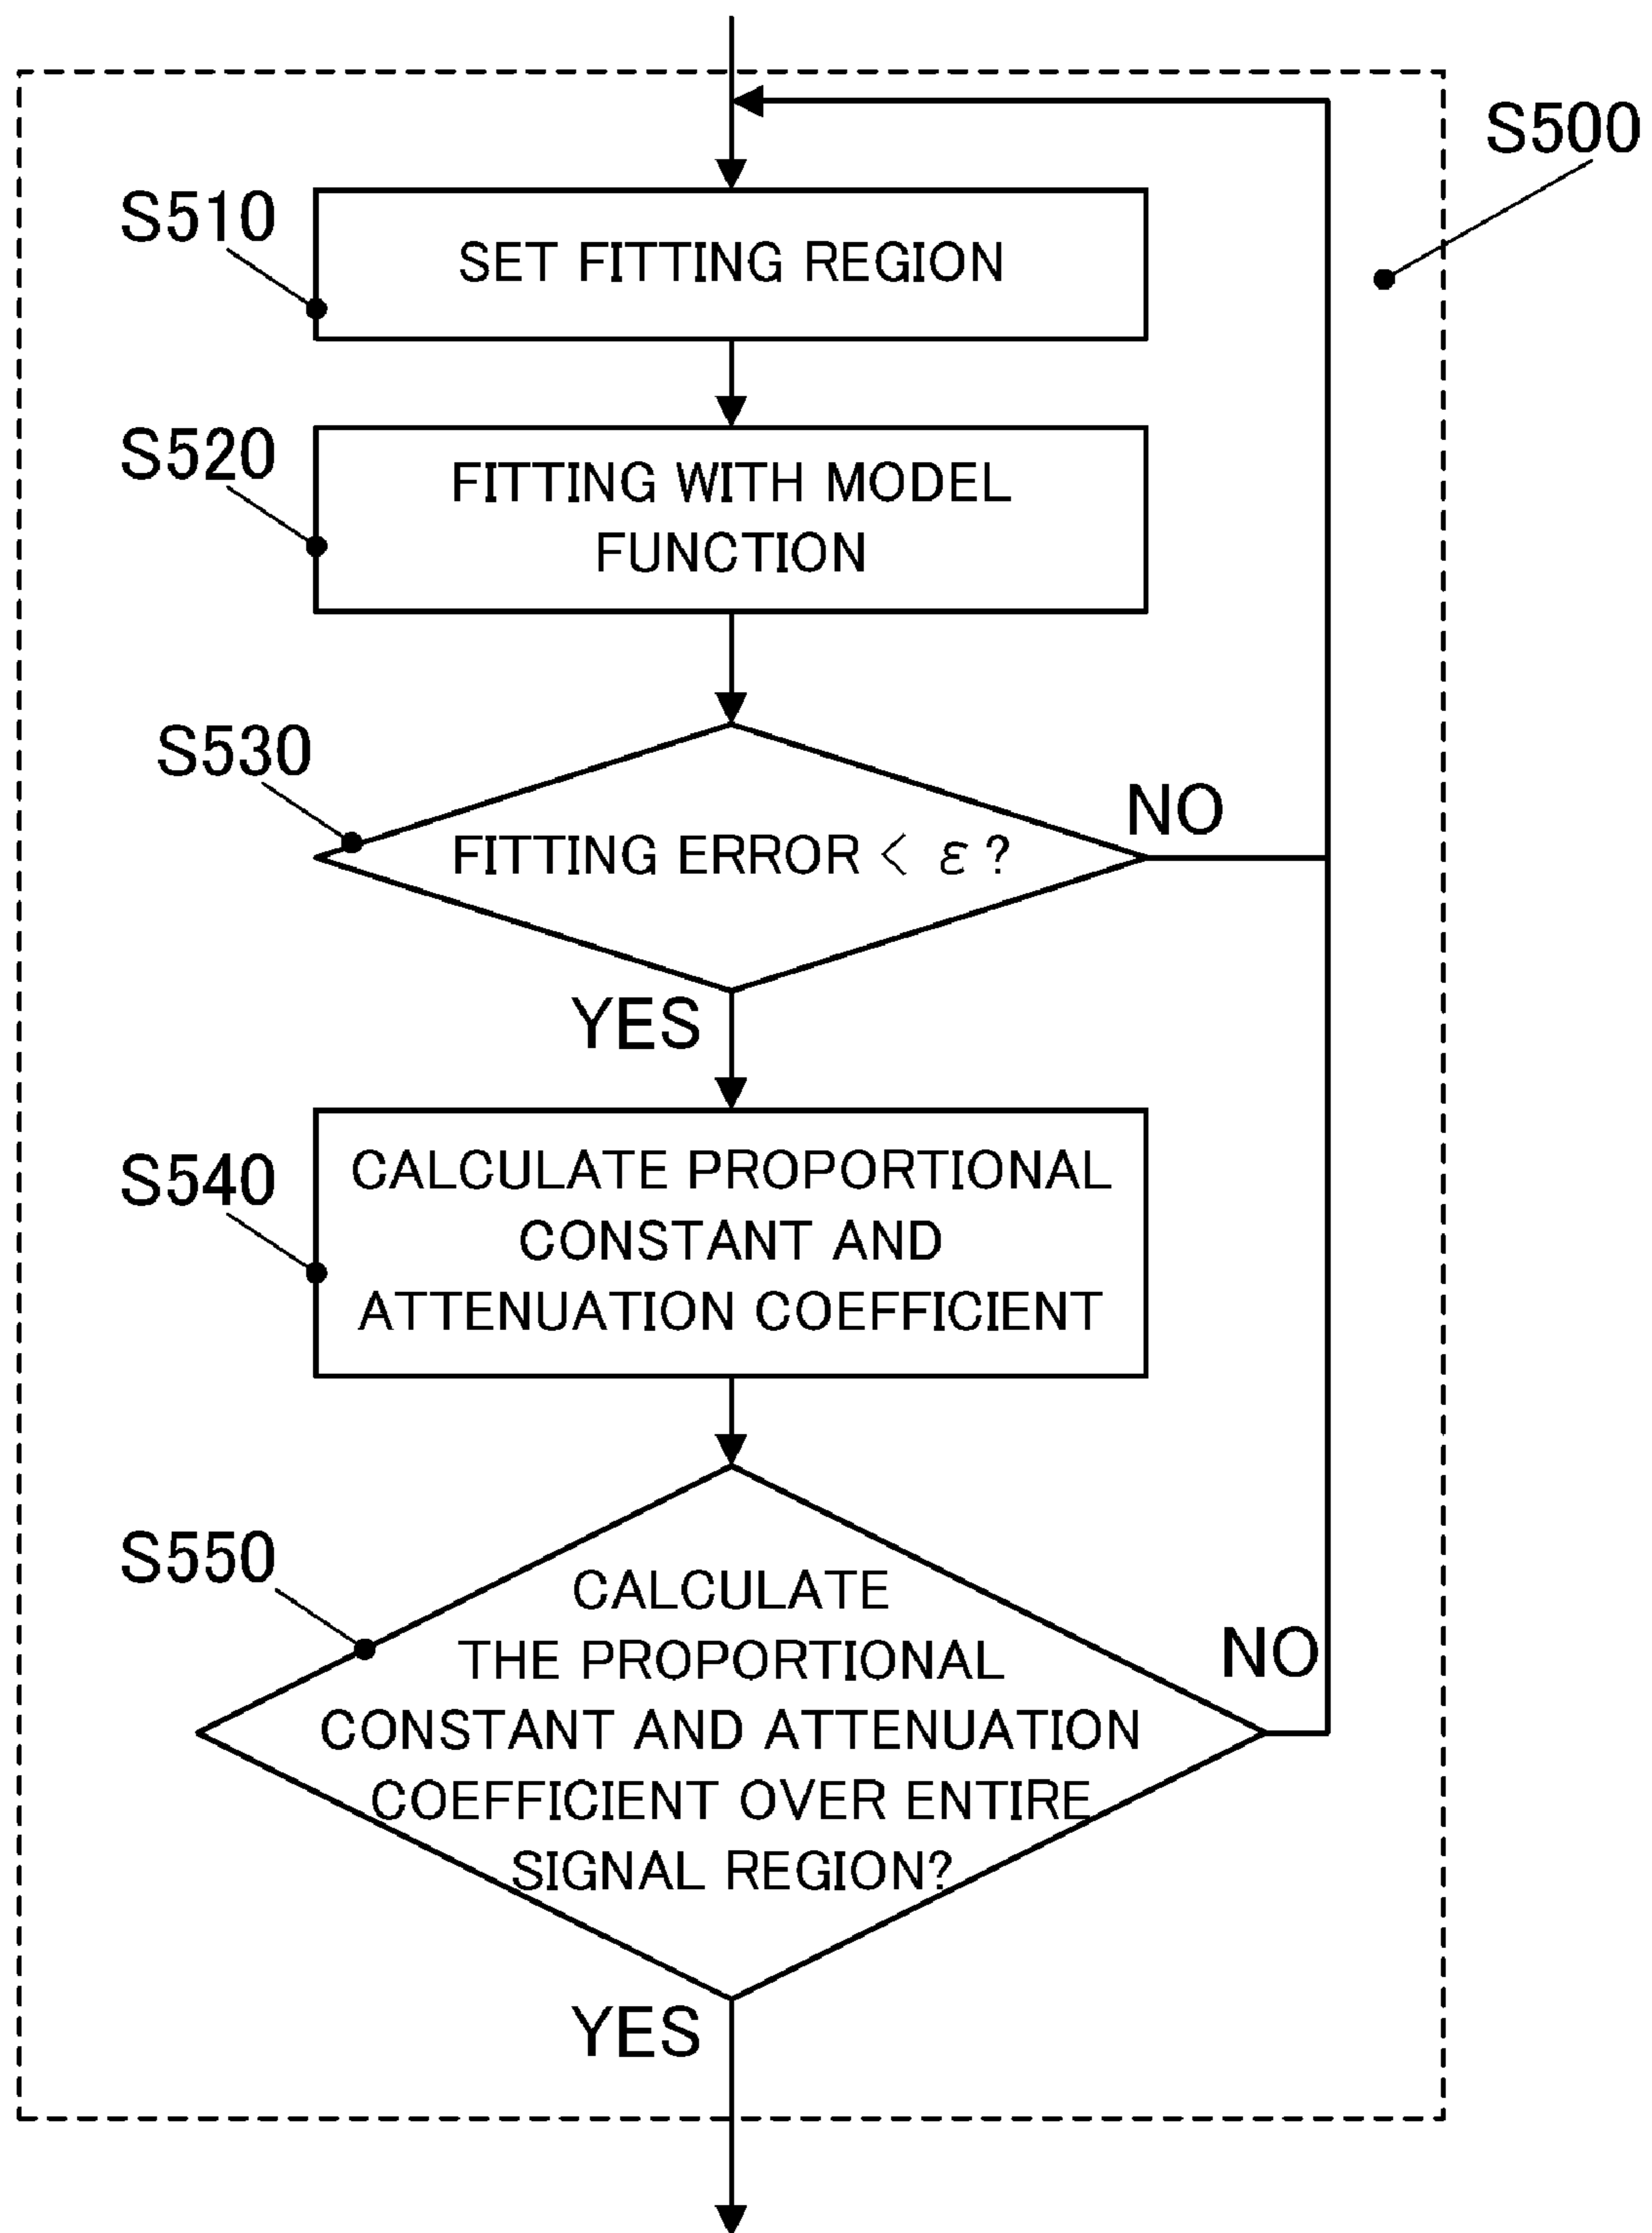 S500
S510
SET FITTING REGION
S520
FITTING WITH MODEL
FUNCTION
S530
NO
FITTING ERROR < ε?
YES
S540
CALCULATE PROPORTIONAL
CONSTANT AND
ATTENUATION COEFFICIENT
S550
CALCULATE
THE PROPORTIONAL
NO
CONSTANT AND ATTENUATION
COEFFICIENT OVER ENTIRE
SIGNAL REGION?
YES